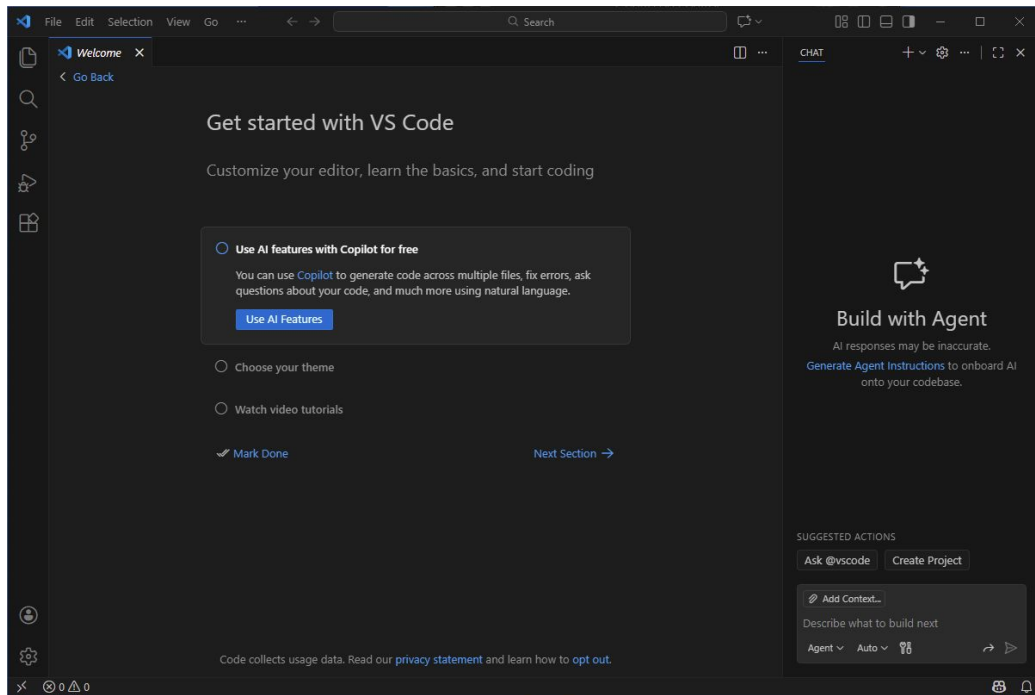 File Edit Selection View Go ··· Search
Welcome
Go Back
Get started with VS Code
Customize your editor, learn the basics, and start coding
Use AI features with Copilot for free
You can use Copilot to generate code across multiple files, fix errors, ask
questions about your code, and much more using natural language.
Use AI Features
Choose your theme
Watch video tutorials
Mark Done Next Section
Code collects usage data. Read our privacy statement and learn how to opt out.
CHAT
Build with Agent
AI responses may be inaccurate.
Generate Agent Instructions to onboard AI
onto your codebase.
SUGGESTED ACTIONS
Ask @vscode Create Project
Add Context...
Describe what to build next
Agent Auto
0 0